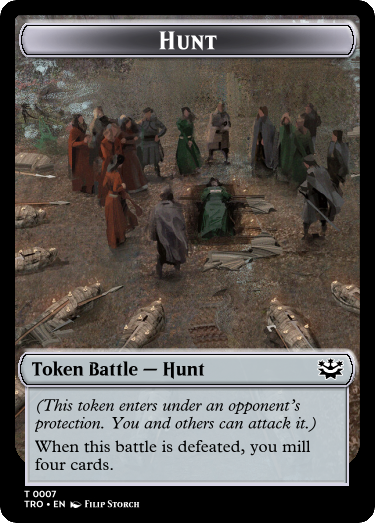 Hunt
Token Battle — Hunt
(This token enters under an opponent's
protection. You and others can attack it.)
When this battle is defeated, you mill
four cards.
T 0007
TRO • EN Filip Storch